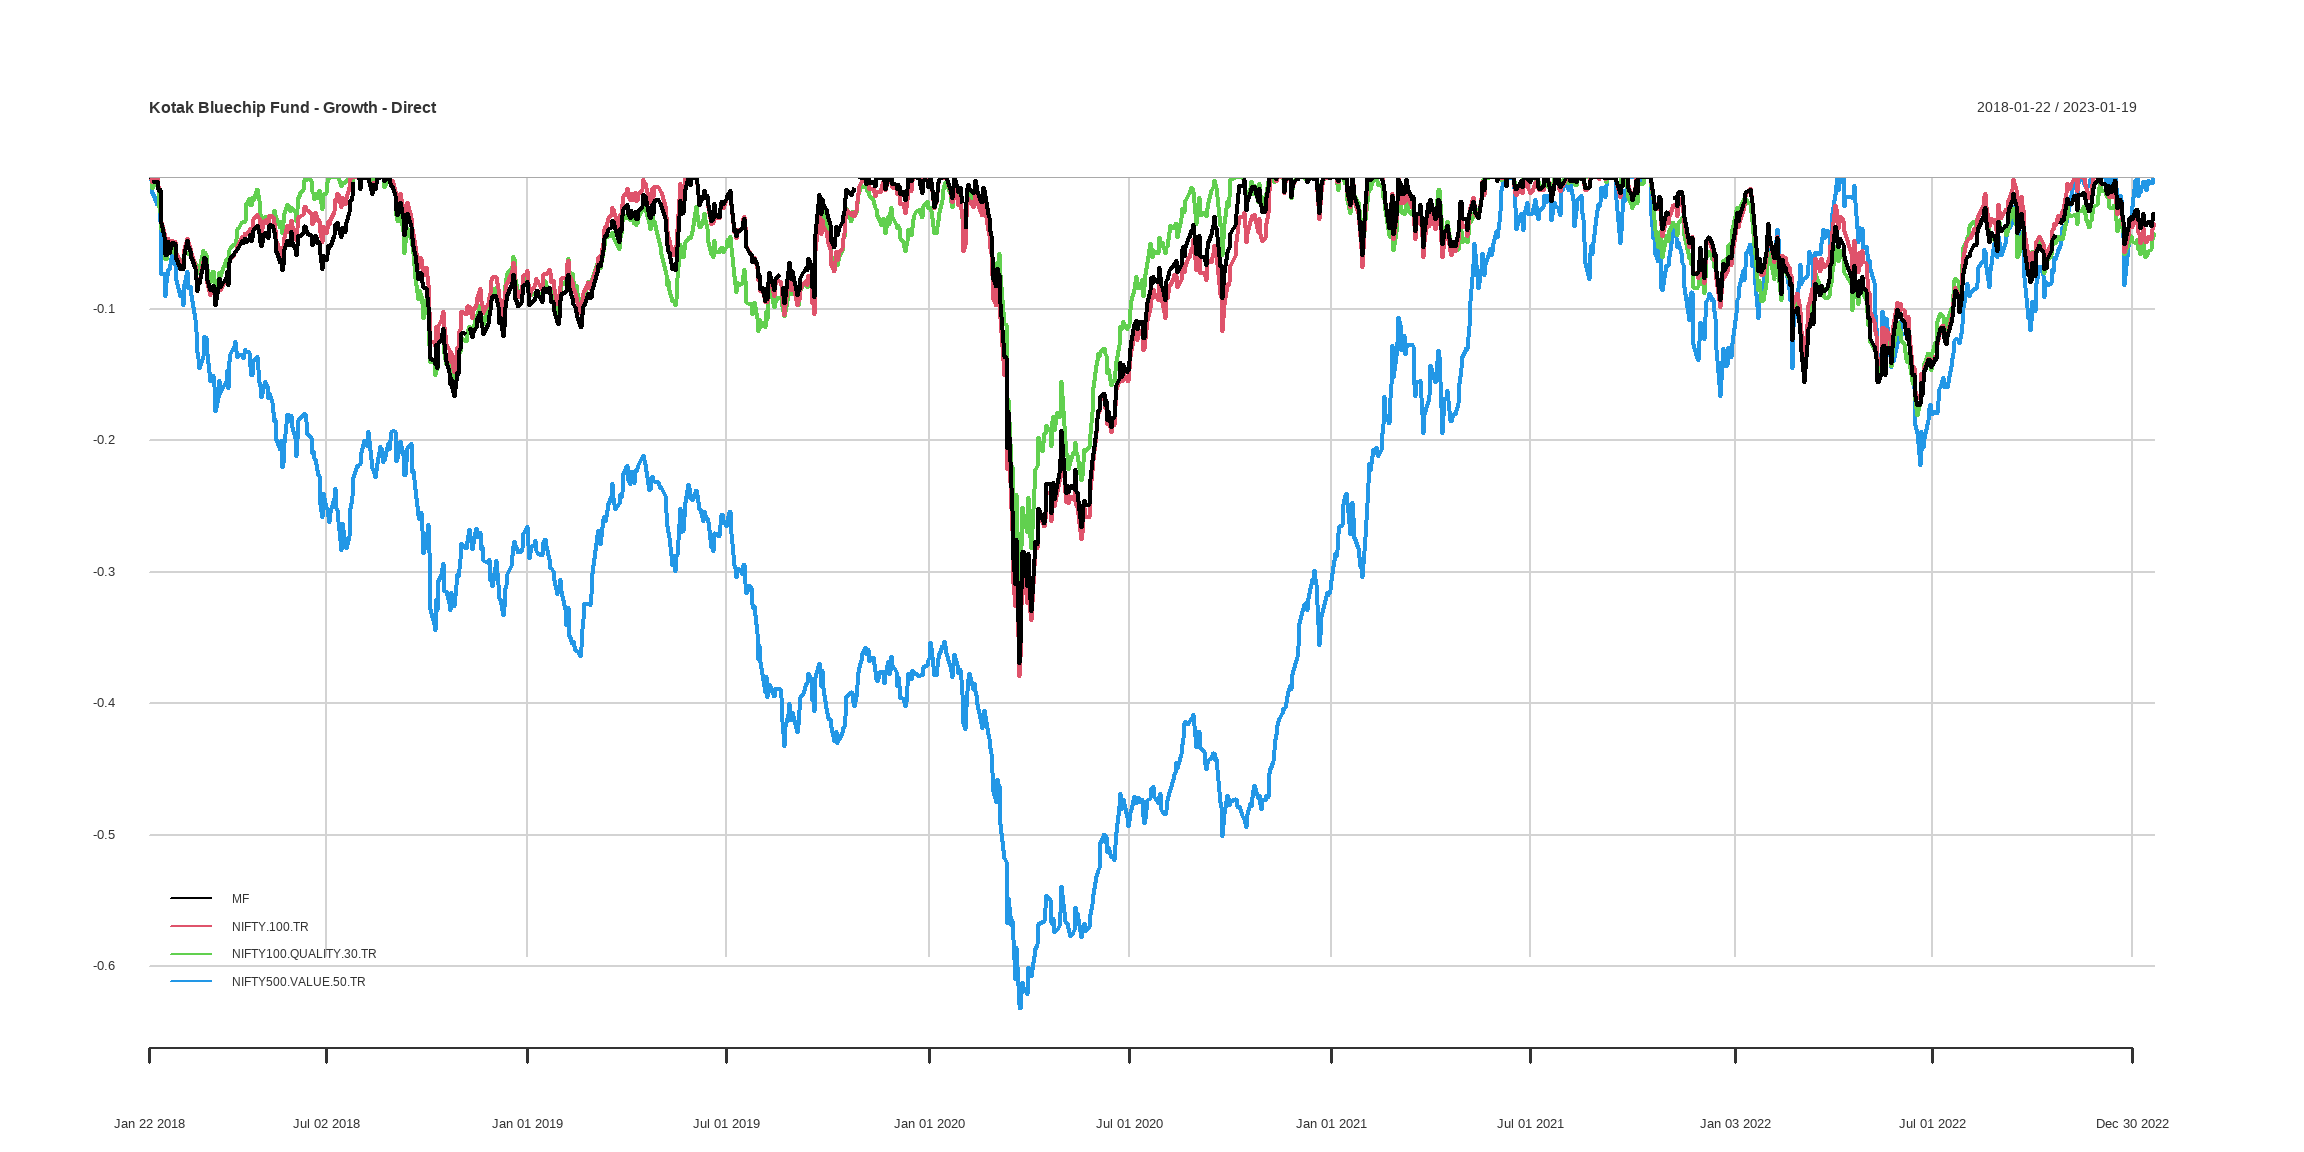 Kotak Bluechip Fund - Growth - Direct
2018-01-22 / 2023-01-19
-0.1
-0.2
-0.3
-0.4
-0.5
-0.6
MF
NIFTY.100.TR
NIFTY100.QUALITY.30.TR
NIFTY500.VALUE.50.TR
Jan 22 2018 Jul 02 2018 Jan 01 2019 Jul 01 2019 Jan 01 2020 Jul 01 2020 Jan 01 2021 Jul 01 2021 Jan 03 2022 Jul 01 2022 Dec 30 2022